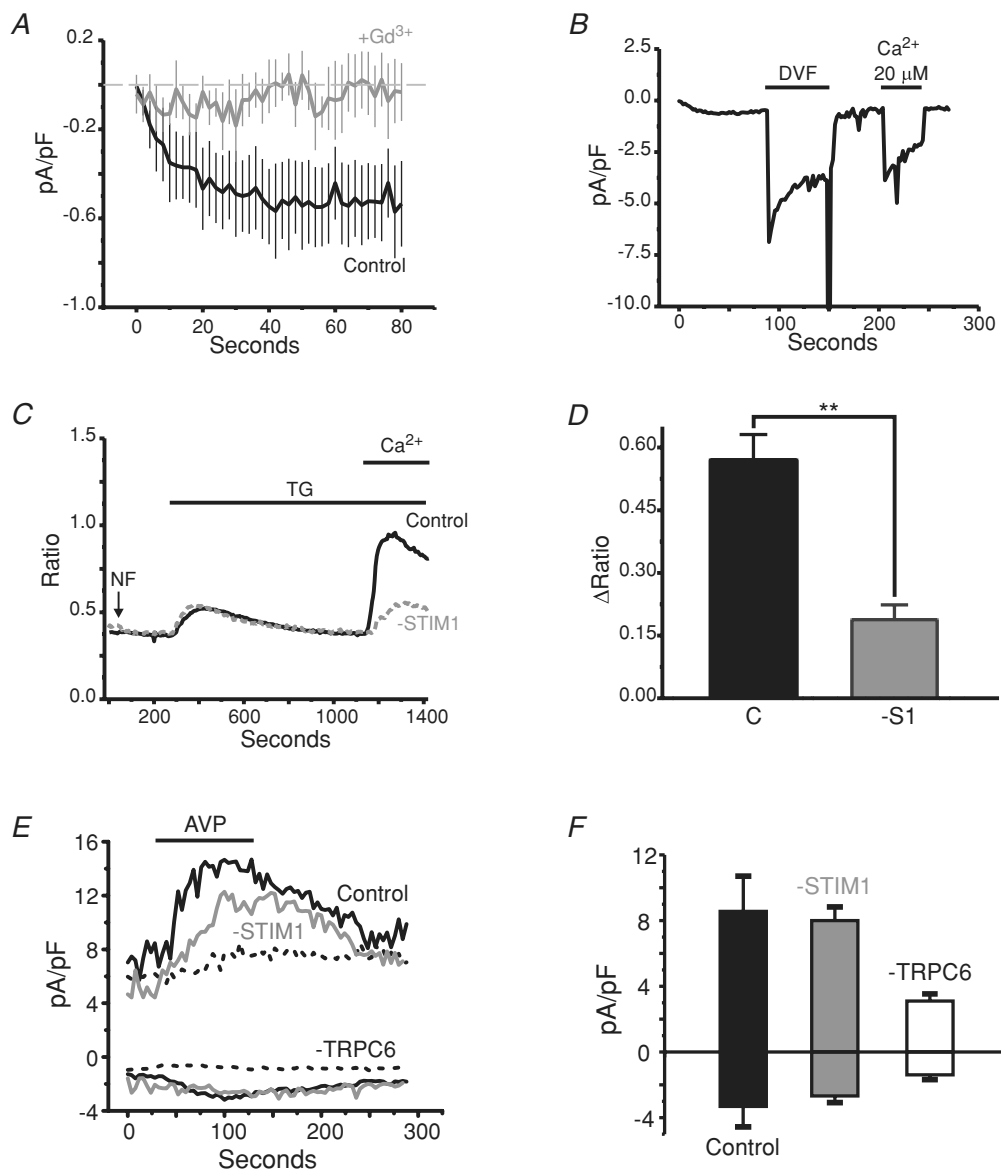 A
0.2
-0.2
-0.6
-1.0
pA/pF
+Gd³⁺
Control
0 20 40 60 80
Seconds
B
2.5
0.0
-2.5
-5.0
-7.5
-10.0
pA/pF
DVF
Ca²⁺
20 µM
0 100 200 300
Seconds
C
1.5
1.0
0.5
0.0
Ratio
Ca²⁺
TG
Control
NF
-STIM1
200 600 1000 1400
Seconds
D
0.60
0.45
0.30
0.15
0.00
ΔRatio
**
C -S1
E
16
12
8
4
0
-4
pA/pF
AVP
Control
-STIM1
-TRPC6
0 100 200 300
Seconds
F
12
8
4
0
-4
pA/pF
-STIM1
-TRPC6
Control